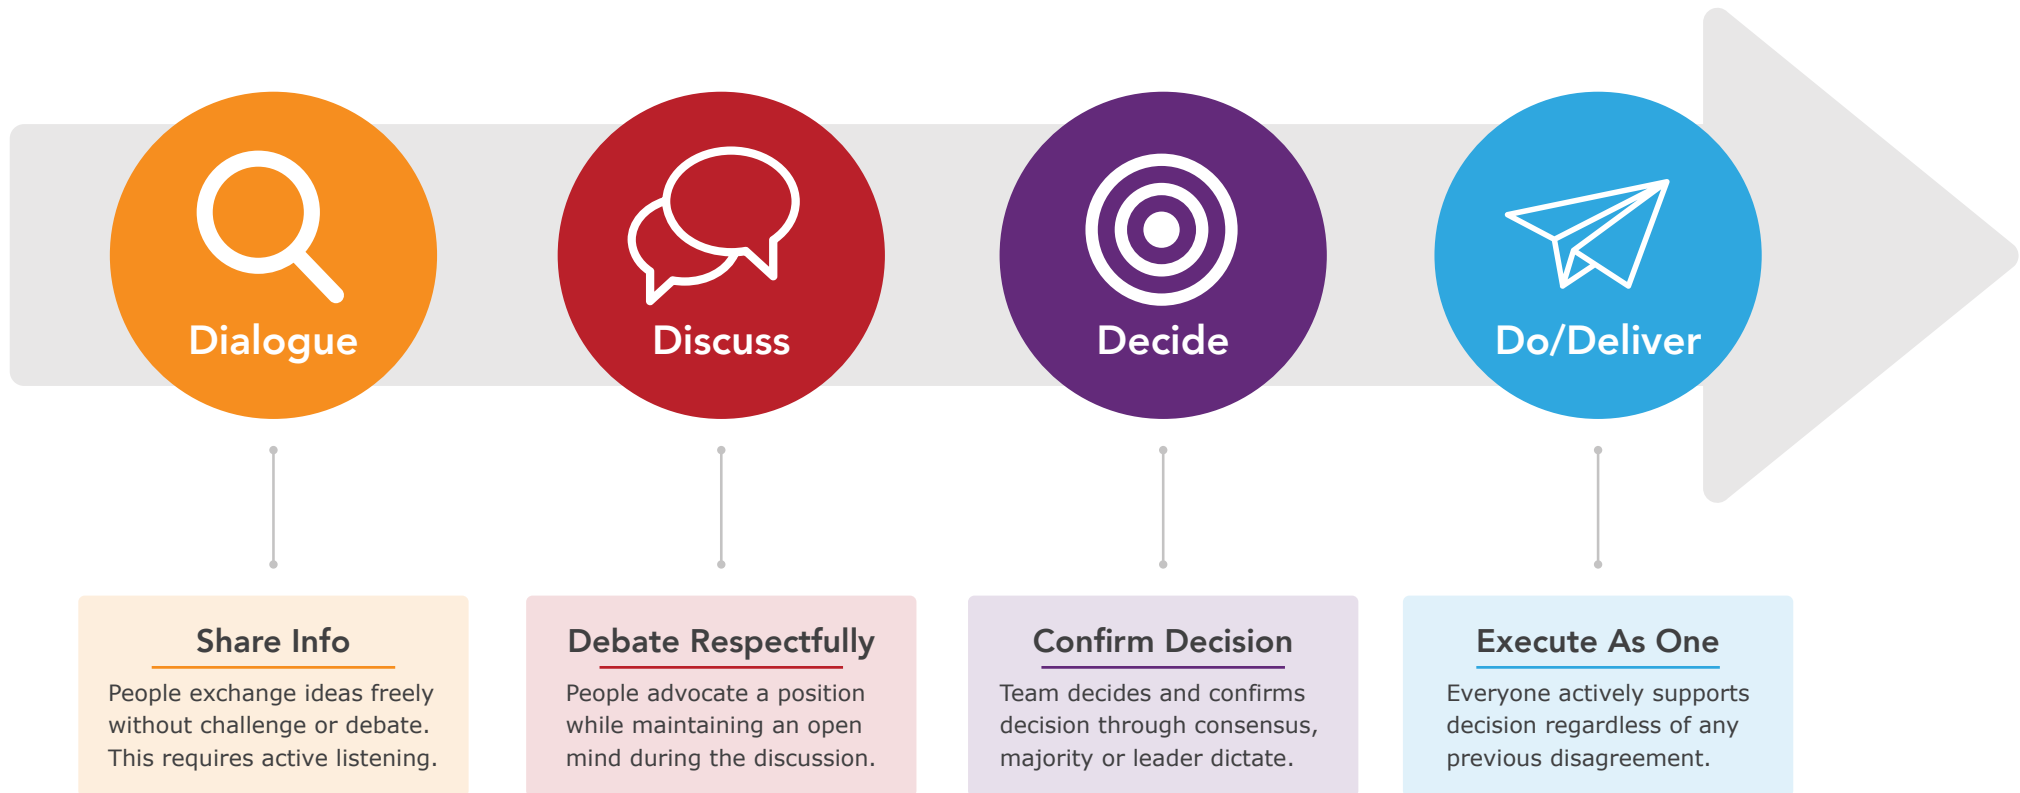 Dialogue
Discuss
Decide
Do/Deliver
Share Info
People exchange ideas freely
without challenge or debate.
This requires active listening.
Debate Respectfully
People advocate a position
while maintaining an open
mind during the discussion.
Confirm Decision
Team decides and confirms
decision through consensus,
majority or leader dictate.
Execute As One
Everyone actively supports
decision regardless of any
previous disagreement.